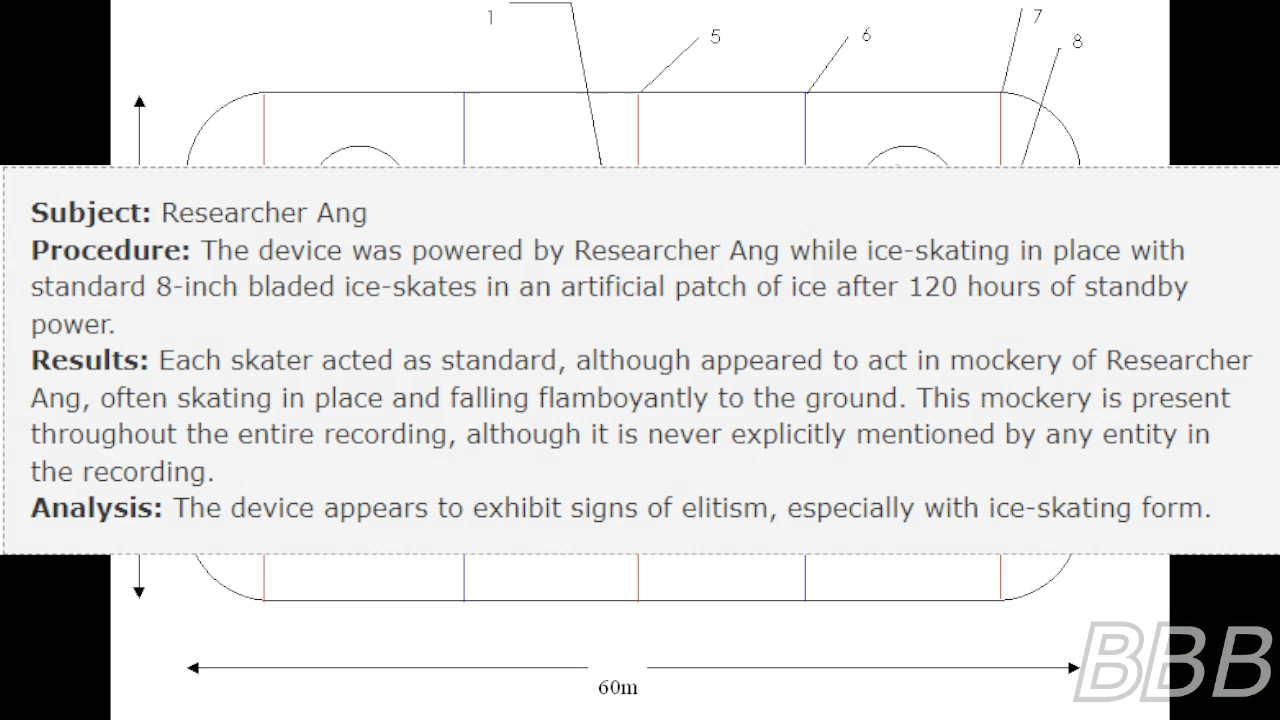 1
5
6
7
8
Subject: Researcher Ang
Procedure: The device was powered by Researcher Ang while ice-skating in place with
standard 8-inch bladed ice-skates in an artificial patch of ice after 120 hours of standby
power.
Results: Each skater acted as standard, although appeared to act in mockery of Researcher
Ang, often skating in place and falling flamboyantly to the ground. This mockery is present
throughout the entire recording, although it is never explicitly mentioned by any entity in
the recording.
Analysis: The device appears to exhibit signs of elitism, especially with ice-skating form.
60m
BBB